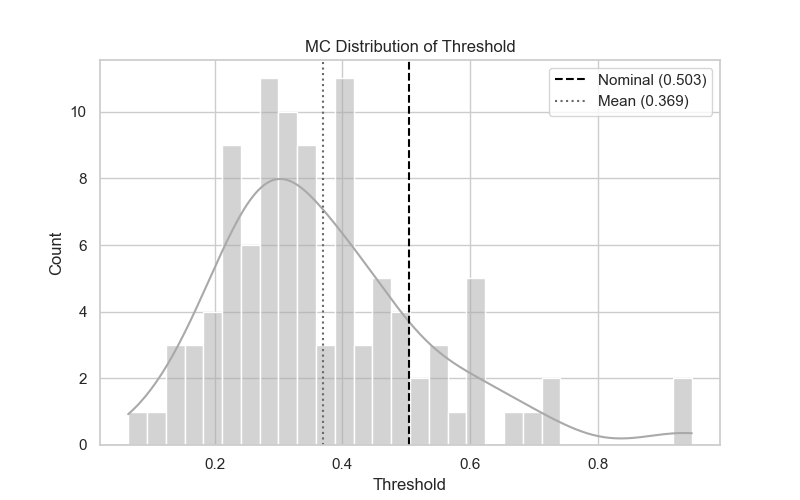 MC Distribution of Threshold
Nominal (0.503)
Mean (0.369)
10
8
6
4
2
0
Count
0.2
0.4
0.6
0.8
Threshold